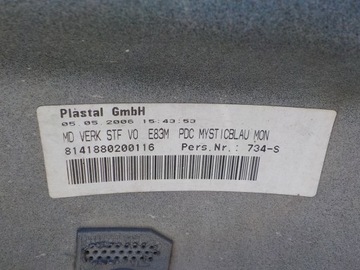 Plastal GmbH
05.05.2006 15:43:53
MD VERK STF VO E83M PDC MYSTICBLAU MON
8141880200116 Pers.Nr.: 734-S